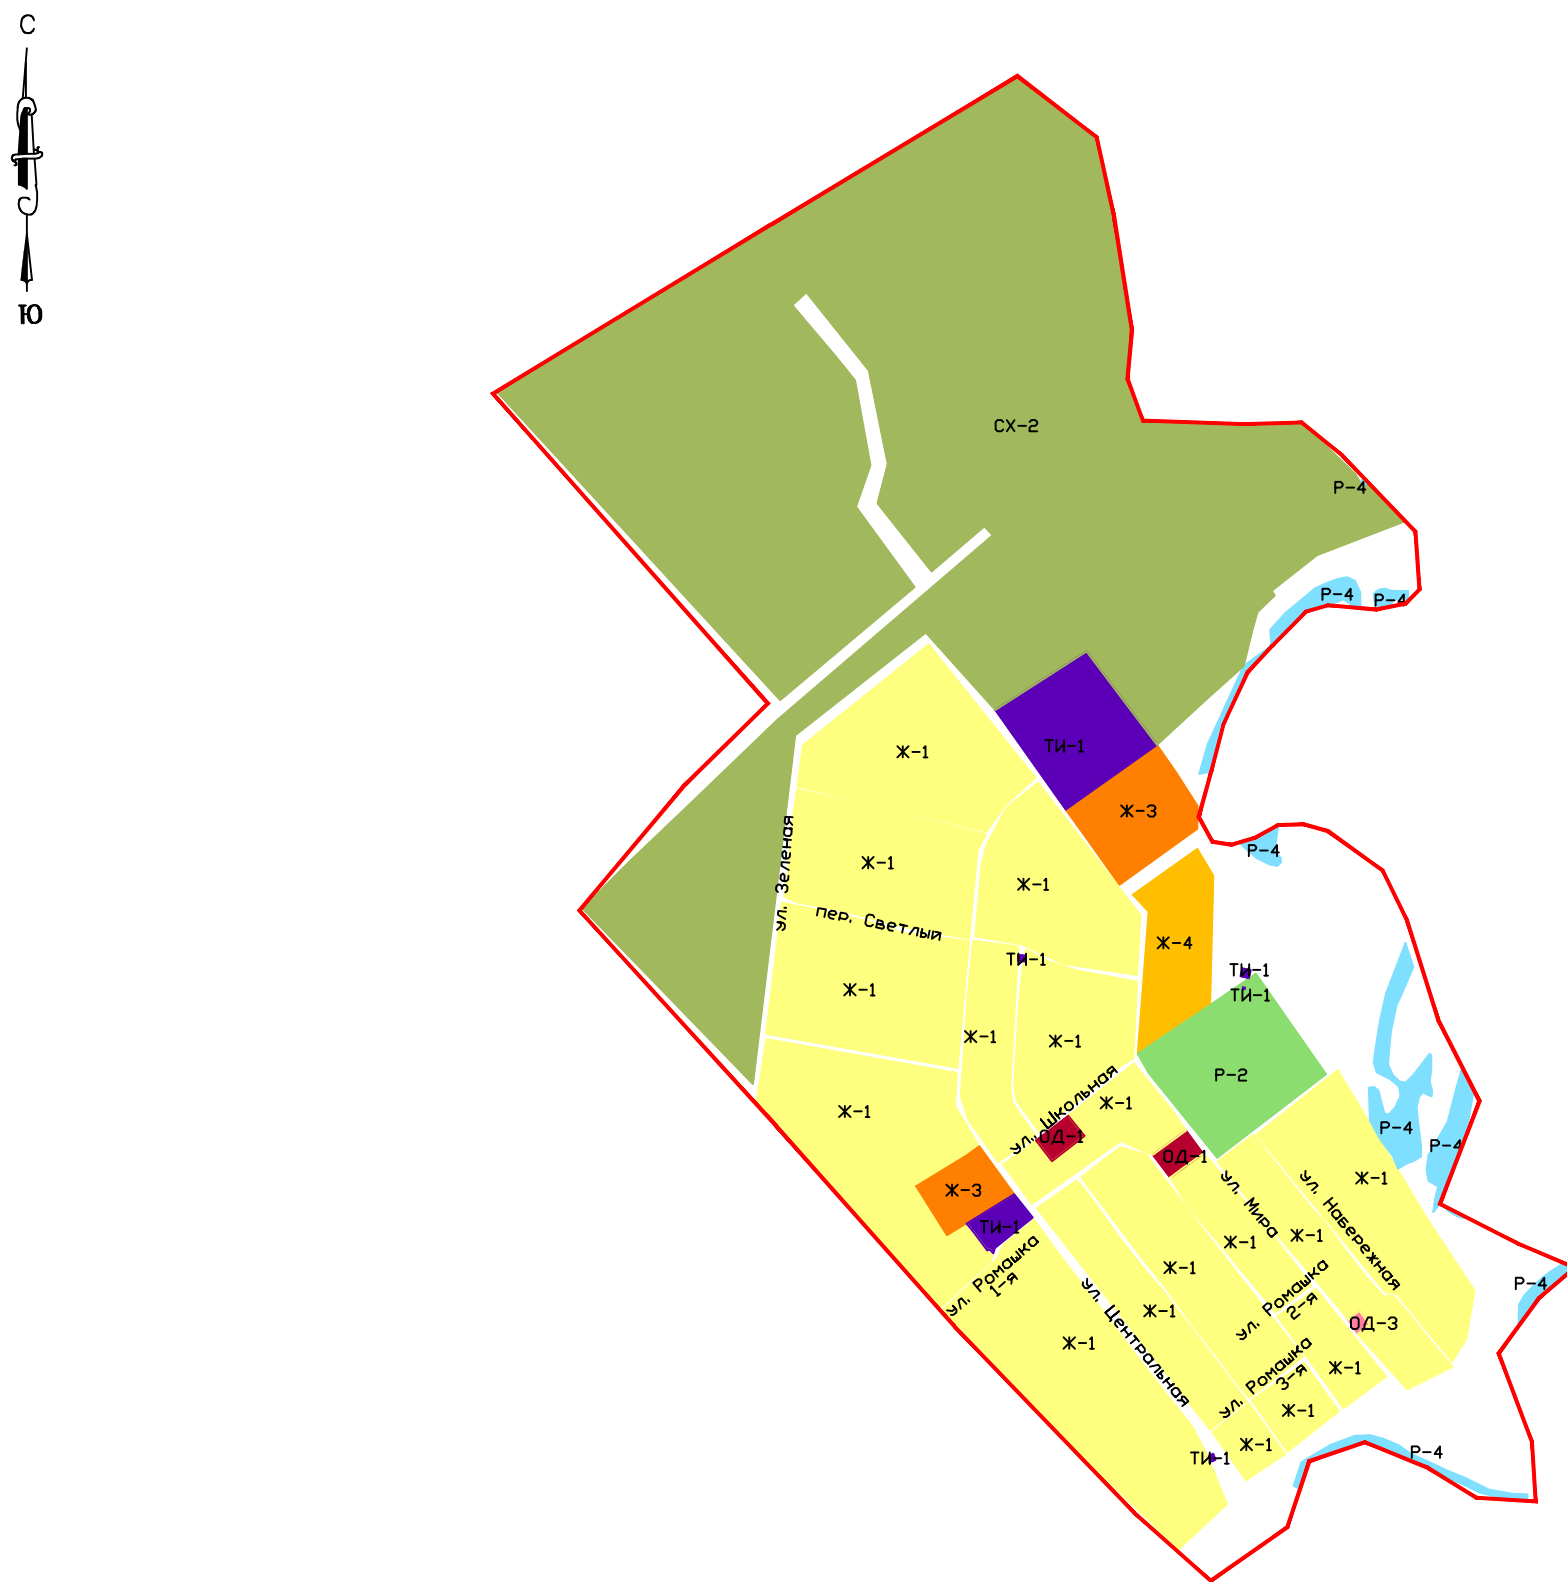 С
Ю
СХ-2
Р-4
Р-4
Р-4
ТИ-1
Ж-1
Ж-3
Р-4
ул. Зеленая
Ж-1
Ж-1
пер. Светлый
Ж-4
ТИ-1
ТИ-1
Ж-1
ТИ-1
Ж-1
Ж-1
Р-2
Ж-1
Ж-1
ул. Школьная
ОД-1
Р-4
Р-4
ОД-1
Ж-1
Ж-3
ул. Мира
ул. Набережная
ТИ-1
Ж-1
Ж-1
ул. Ромашка
1-я
Ж-1
Р-4
ул. Ромашка
2-я
Ж-1
ОД-3
ул. Центральная
Ж-1
Ж-1
ул. Ромашка
3-я
Ж-1
Ж-1
Р-4
ТИ-1